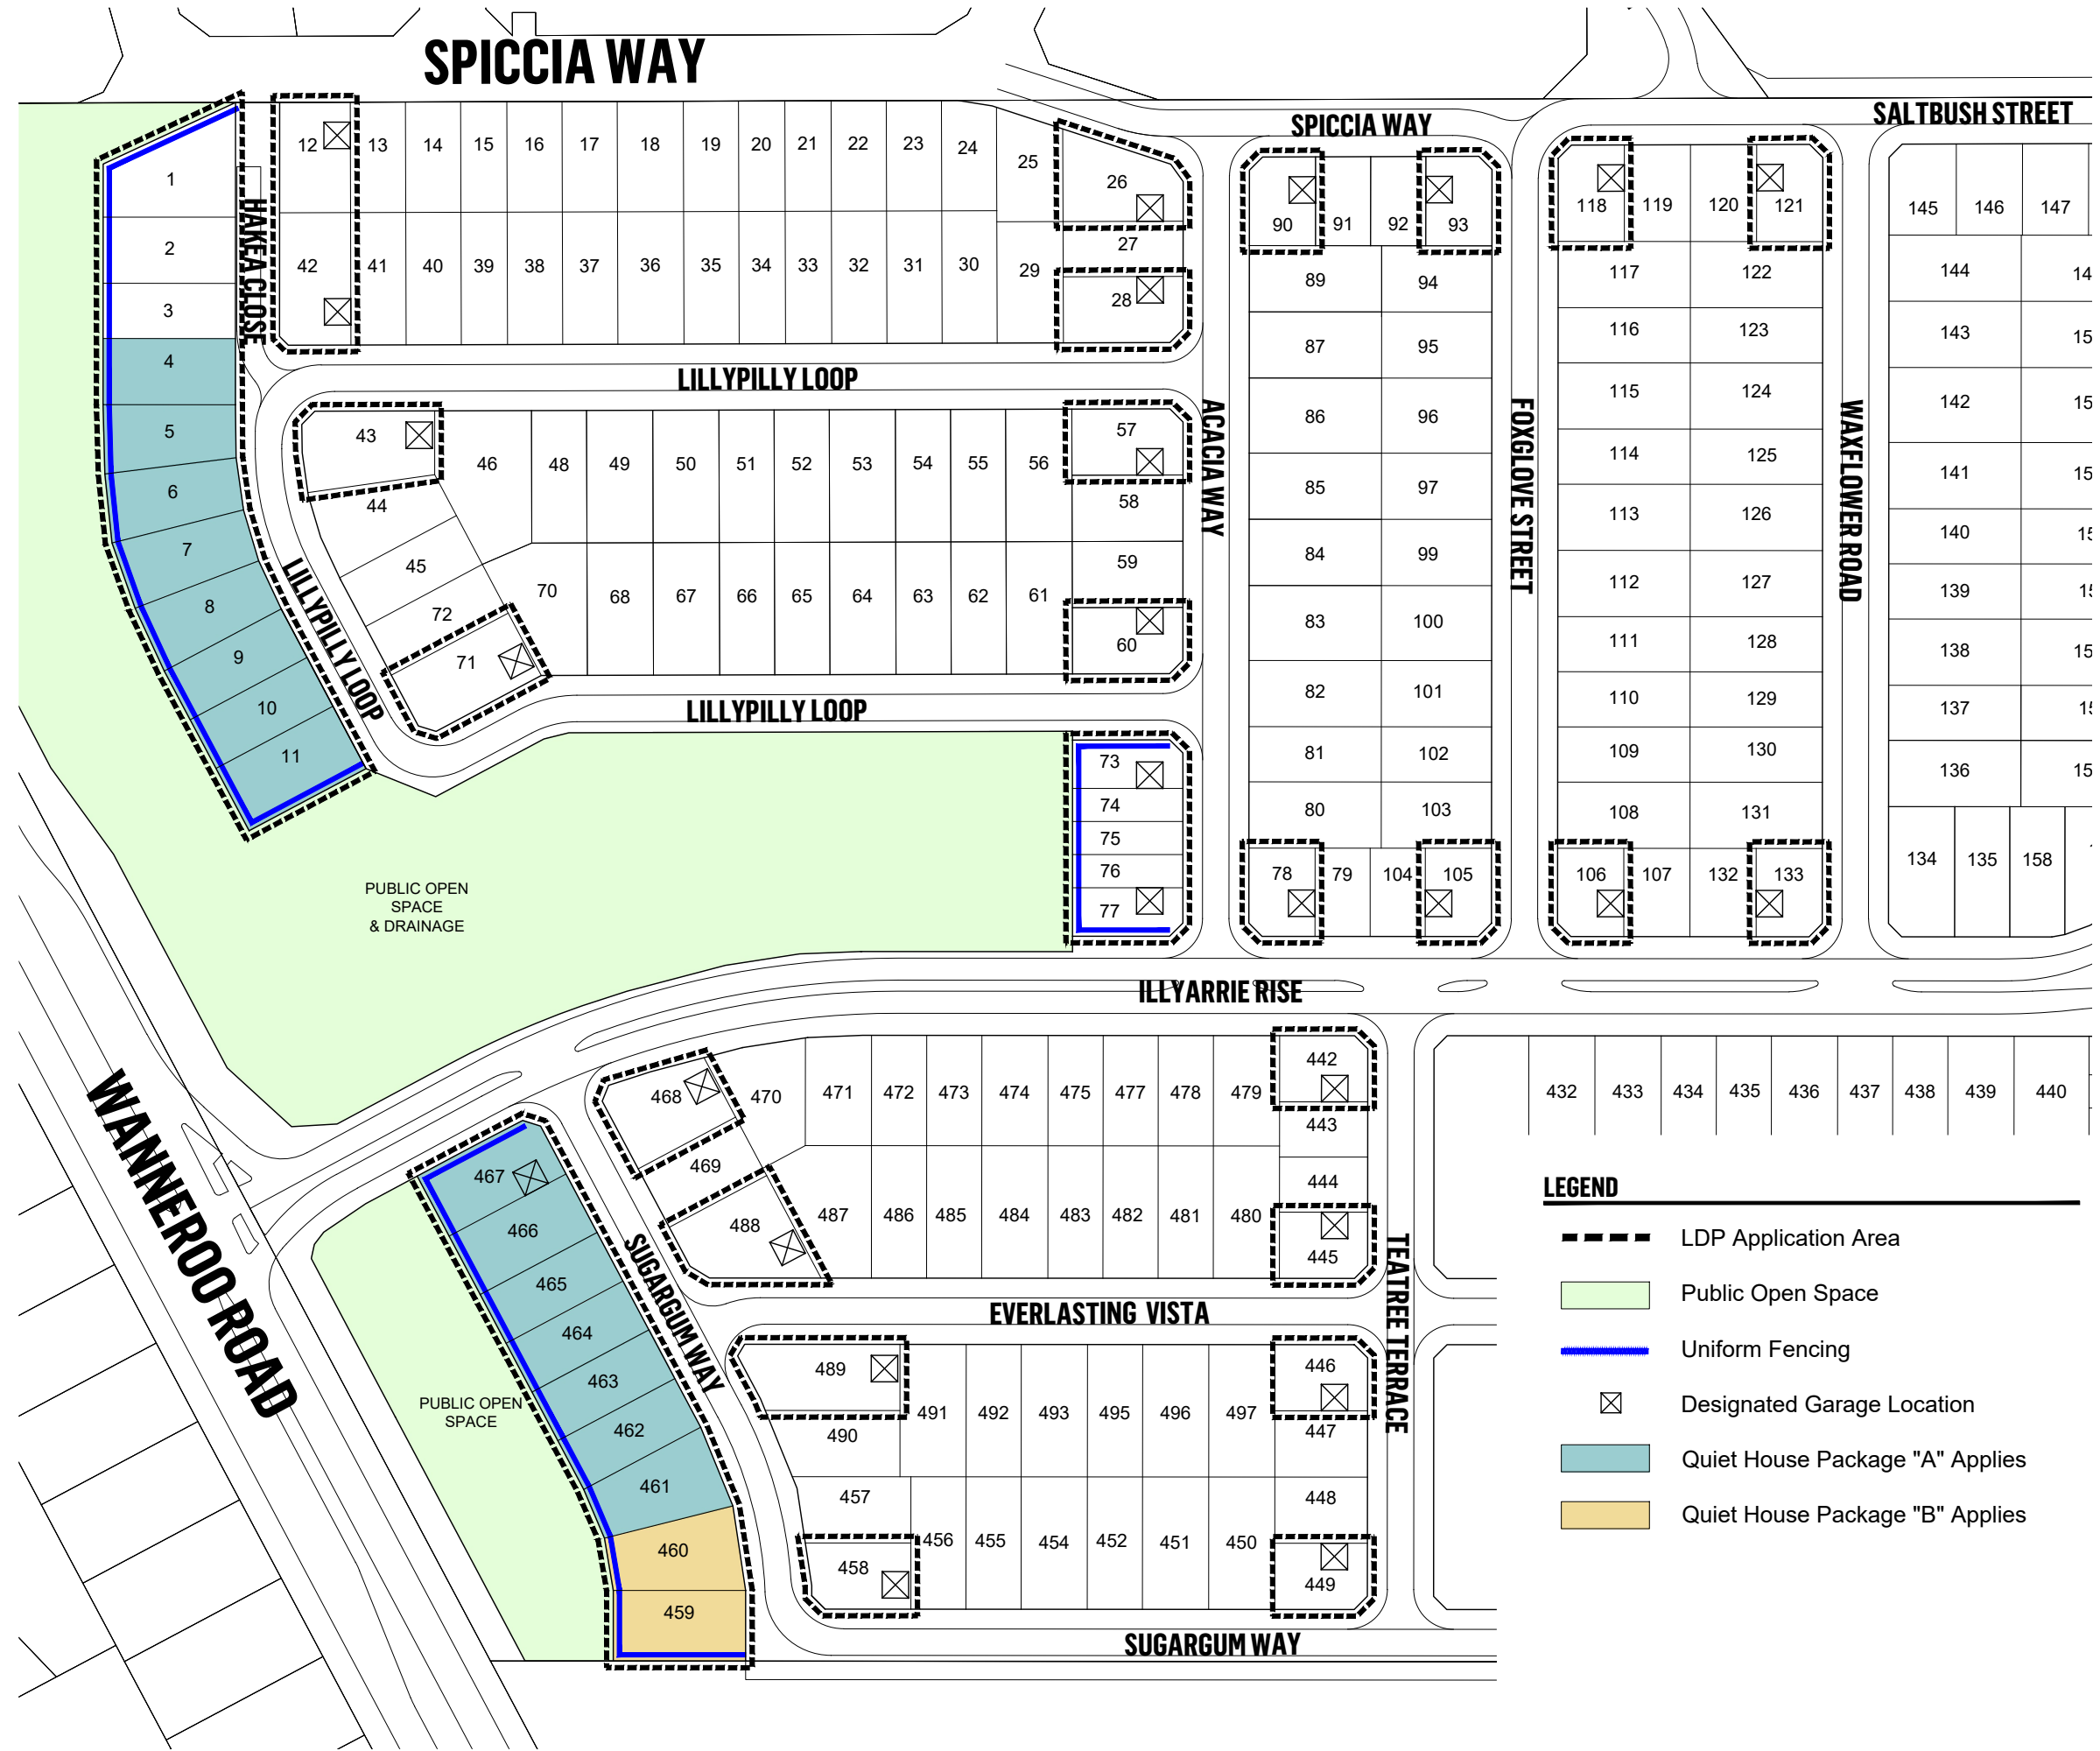 SPICCIA WAY
SPICCIA WAY
SALTBUSH STREET
12 13 14 15 16 17 18 19 20 21 22 23 24 25 26
1
2
3
HAKEA CLOSE
42 41 40 39 38 37 36 35 34 33 32 31 30 29 27
28
90 91 92 93
118 119 120 121
145 146 147
LILLYPILLY LOOP
4
5
6
7
8
9
10
11
43
44
45
72
71
LILLYPILLY LOOP
46 48 49 50 51 52 53 54 55 56 57
58
59
70 68 67 66 65 64 63 62 61 60
LILLYPILLY LOOP
ACACIA WAY
89 94
87 95
86 96
85 97
84 99
83 100
82 101
81 102
80 103
78 79 104 105
FOXGLOVE STREET
117 122
116 123
115 124
114 125
113 126
112 127
111 128
110 129
109 130
108 131
106 107 132 133
WAXFLOWER ROAD
144
143
142
141
140
139
138
137
136
134 135 158
73
74
75
76
77
PUBLIC OPEN
SPACE
& DRAINAGE
ILLYARRIE RISE
WANNEROO ROAD
468 470 471 472 473 474 475 477 478 479 442
443
469
488 487 486 485 484 483 482 481 480 444
445
432 433 434 435 436 437 438 439 440
467
466
465
464
463
462
461
460
459
SUGARGUM WAY
PUBLIC OPEN
SPACE
EVERLASTING VISTA
TEATREE TERRACE
489
490
491 492 493 495 496 497 446
447
457
458
456 455 454 452 451 450 448
449
SUGARGUM WAY
LEGEND
LDP Application Area
Public Open Space
Uniform Fencing
Designated Garage Location
Quiet House Package "A" Applies
Quiet House Package "B" Applies